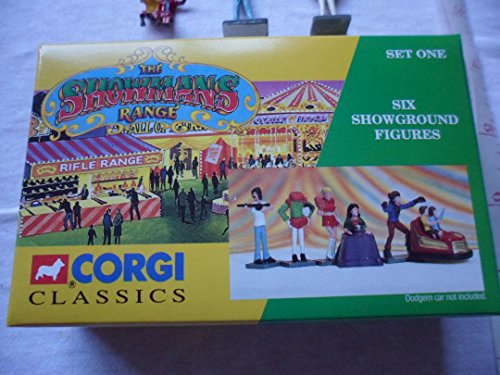 THE
SHOWMAN'S
RANGE
RIFLE RANGE
CORGI
®
CLASSICS
SET ONE
SIX
SHOWGROUND
FIGURES
Dodgem car not included.